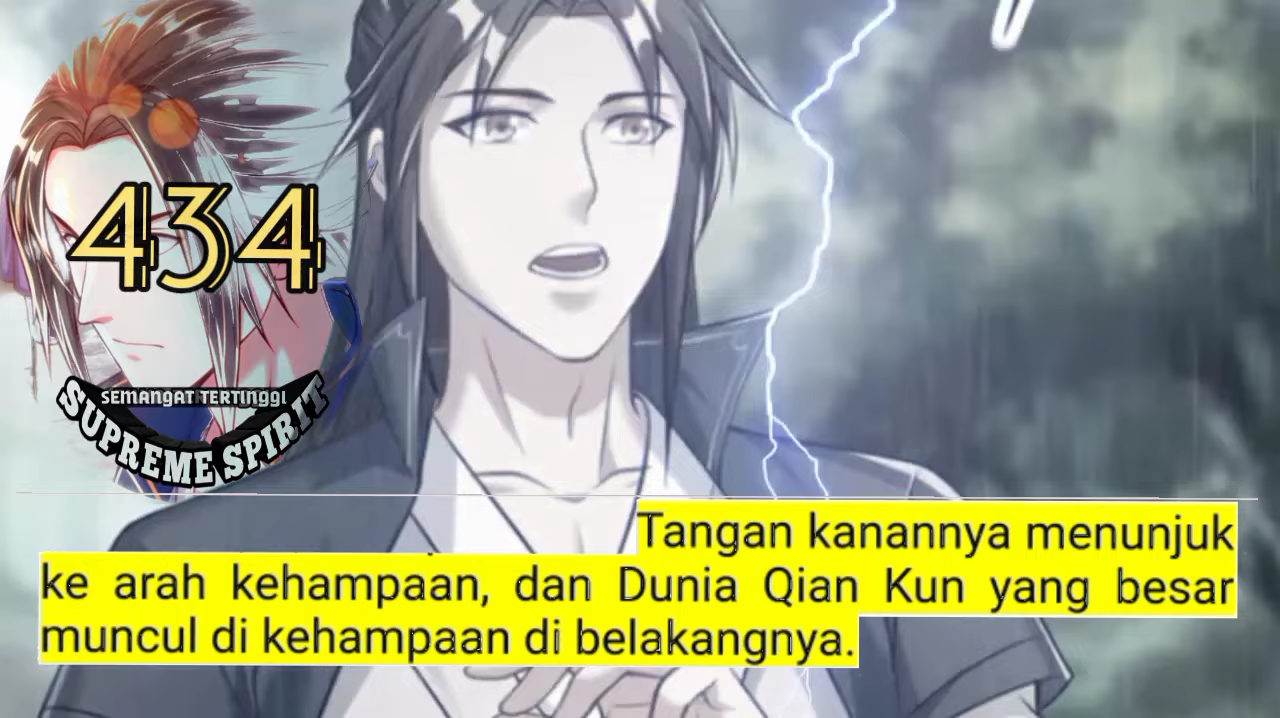 434
SEMANGAT TERTINGGI
SUPREME SPIRIT
Tangan kanannya menunjuk
ke arah kehampaan, dan Dunia Qian Kun yang besar
muncul di kehampaan di belakangnya.